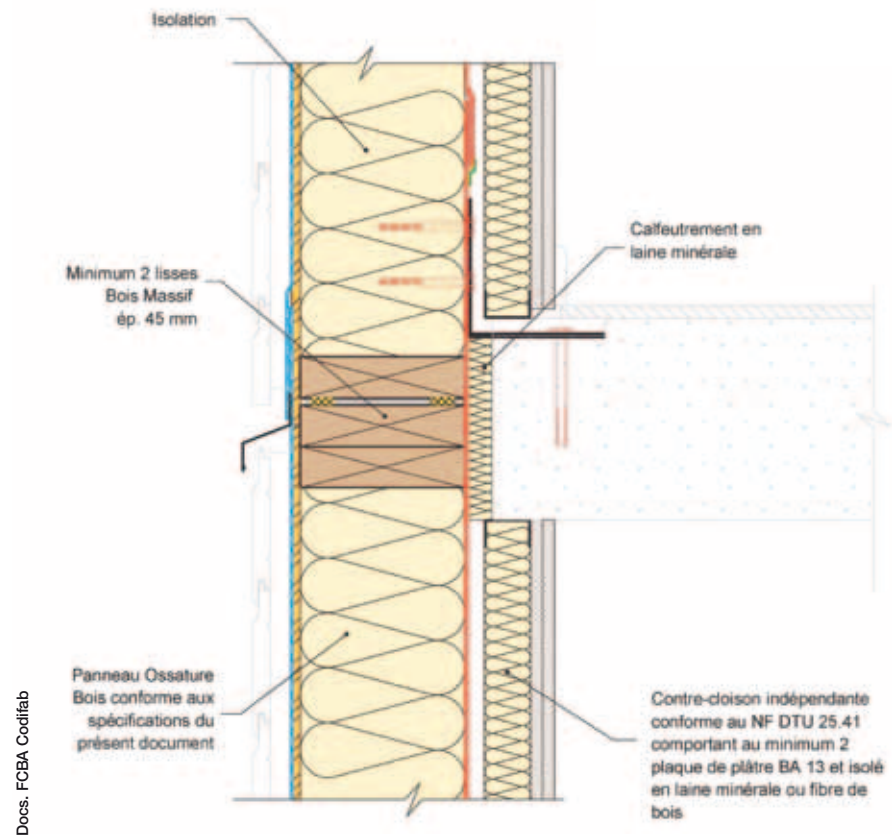 Isolation
Calfeutrement en
laine minérale
Minimum 2 lisses
Bois Massif
ép. 45 mm
Panneau Ossature
Bois conforme aux
spécifications du
présent document
Contre-cloison indépendante
conforme au NF DTU 25.41
comportant au minimum 2
plaque de plâtre BA 13 et isolé
en laine minérale ou fibre de
bois
Docs. FCBA Codifab